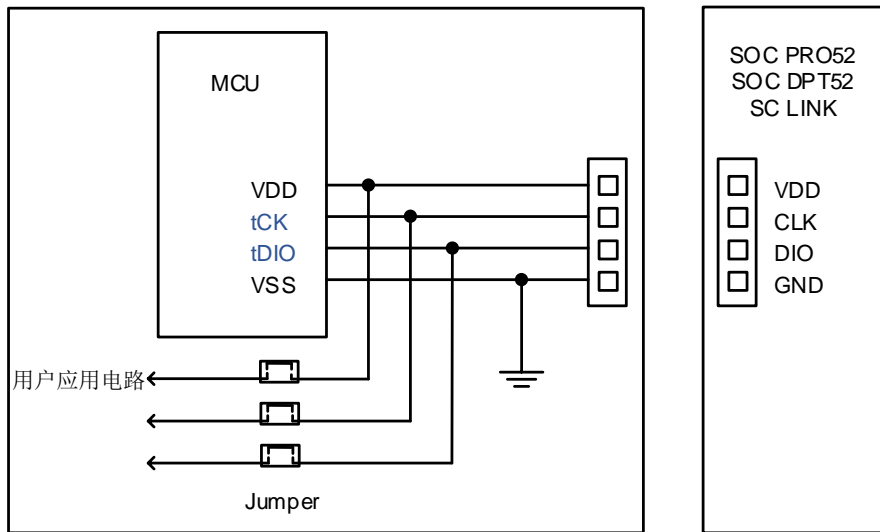 MCU
VDD
tCK
tDIO
VSS
用户应用电路
Jumper
SOC PRO52
SOC DPT52
SC LINK
VDD
CLK
DIO
GND